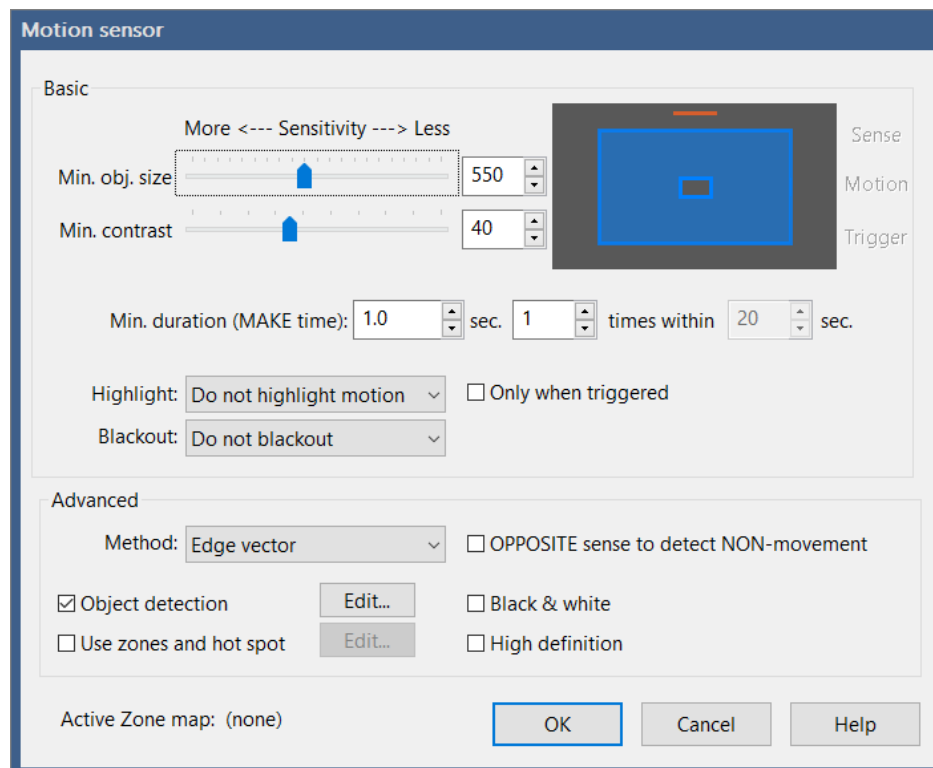 Motion sensor
Basic
More <--- Sensitivity ---> Less
Min. obj. size 550
Sense
Motion
Min. contrast 40
Trigger
Min. duration (MAKE time): 1.0 sec. 1 times within 20 sec.
Highlight: Do not highlight motion Only when triggered
Blackout: Do not blackout
Advanced
Method: Edge vector OPPOSITE sense to detect NON-movement
Object detection Edit... Black & white
Use zones and hot spot Edit... High definition
Active Zone map: (none) OK Cancel Help